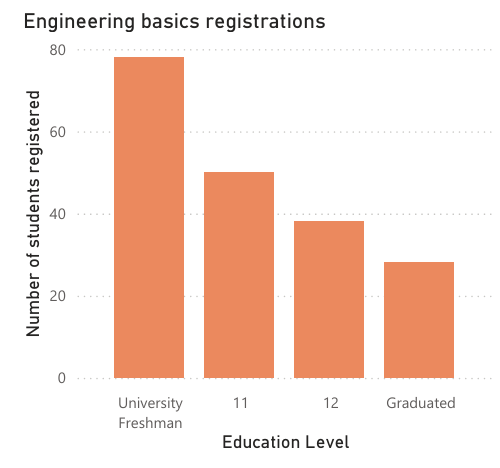 Engineering basics registrations
Number of students registered
80
60
40
20
0
University
Freshman
11
12
Graduated
Education Level